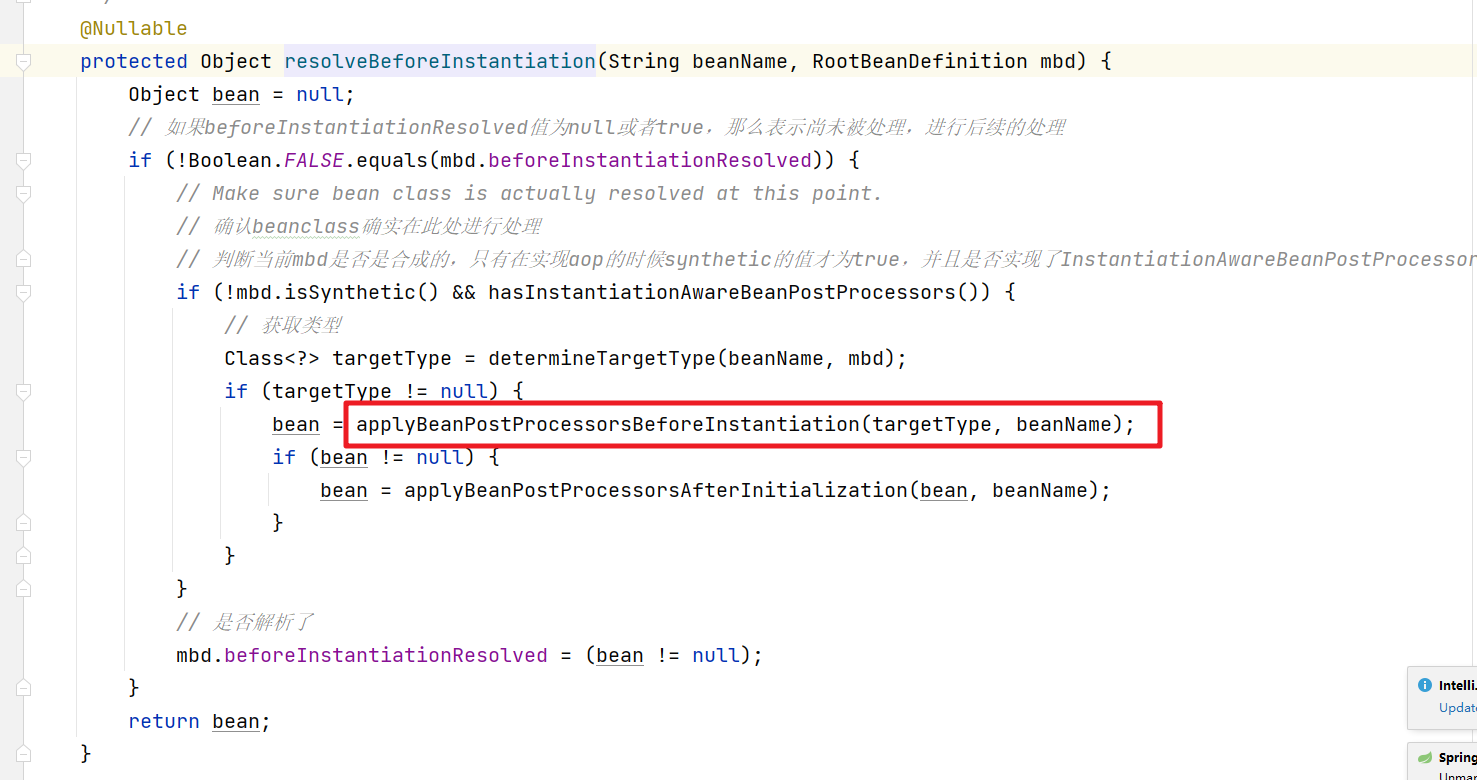 @Nullable
protected Object resolveBeforeInstantiation(String beanName, RootBeanDefinition mbd) {
Object bean = null;
// 如果beforeInstantiationResolved值为null或者true，那么表示尚未被处理，进行后续的处理
if (!Boolean.FALSE.equals(mbd.beforeInstantiationResolved)) {
// Make sure bean class is actually resolved at this point.
// 确认beanclass确实在此处进行处理
// 判断当前mbd是否是合成的，只有在实现aop的时候synthetic的值才为true，并且是否实现了InstantiationAwareBeanPostProcessor
if (!mbd.isSynthetic() && hasInstantiationAwareBeanPostProcessors()) {
// 获取类型
Class<?> targetType = determineTargetType(beanName, mbd);
if (targetType != null) {
bean = applyBeanPostProcessorsBeforeInstantiation(targetType, beanName);
if (bean != null) {
bean = applyBeanPostProcessorsAfterInitialization(bean, beanName);
}
}
}
// 是否解析了
mbd.beforeInstantiationResolved = (bean != null);
}
return bean;
}
Intelli
Update
Spring